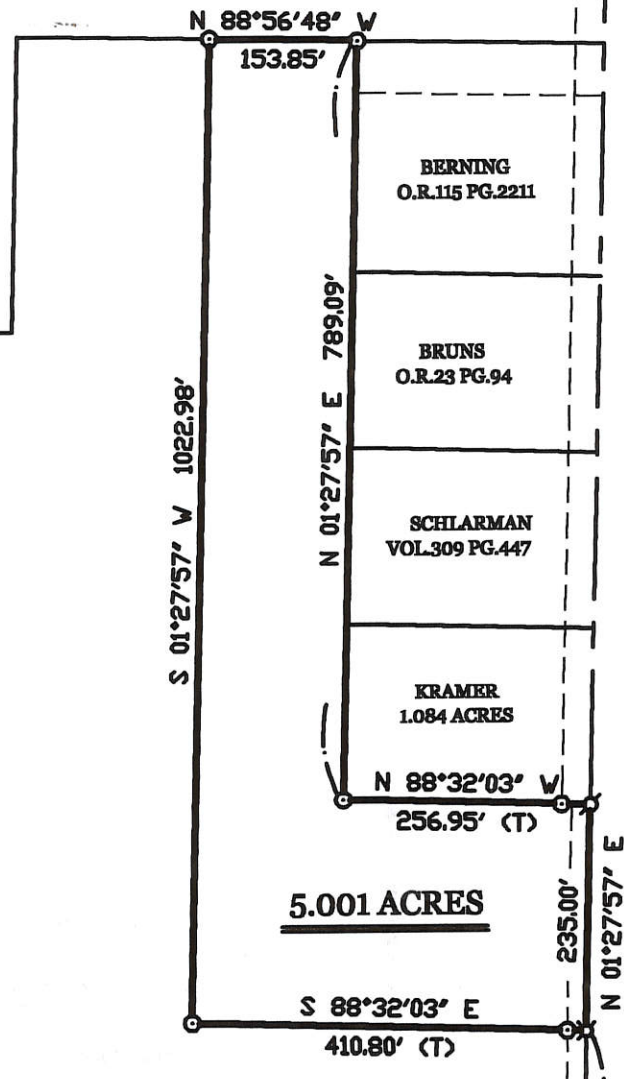 N 88°56'48" W
153.85'
BERNING
O.R.115 PG.2211
BRUNS
O.R.23 PG.94
SCHLARMAN
VOL.309 PG.447
KRAMER
1.084 ACRES
N 01°27'57" E 789.09'
S 01°27'57" W 1022.98'
N 88°32'03" W
256.95' (T)
5.001 ACRES
235.00'
N 01°27'57" E
S 88°32'03" E
410.80' (T)